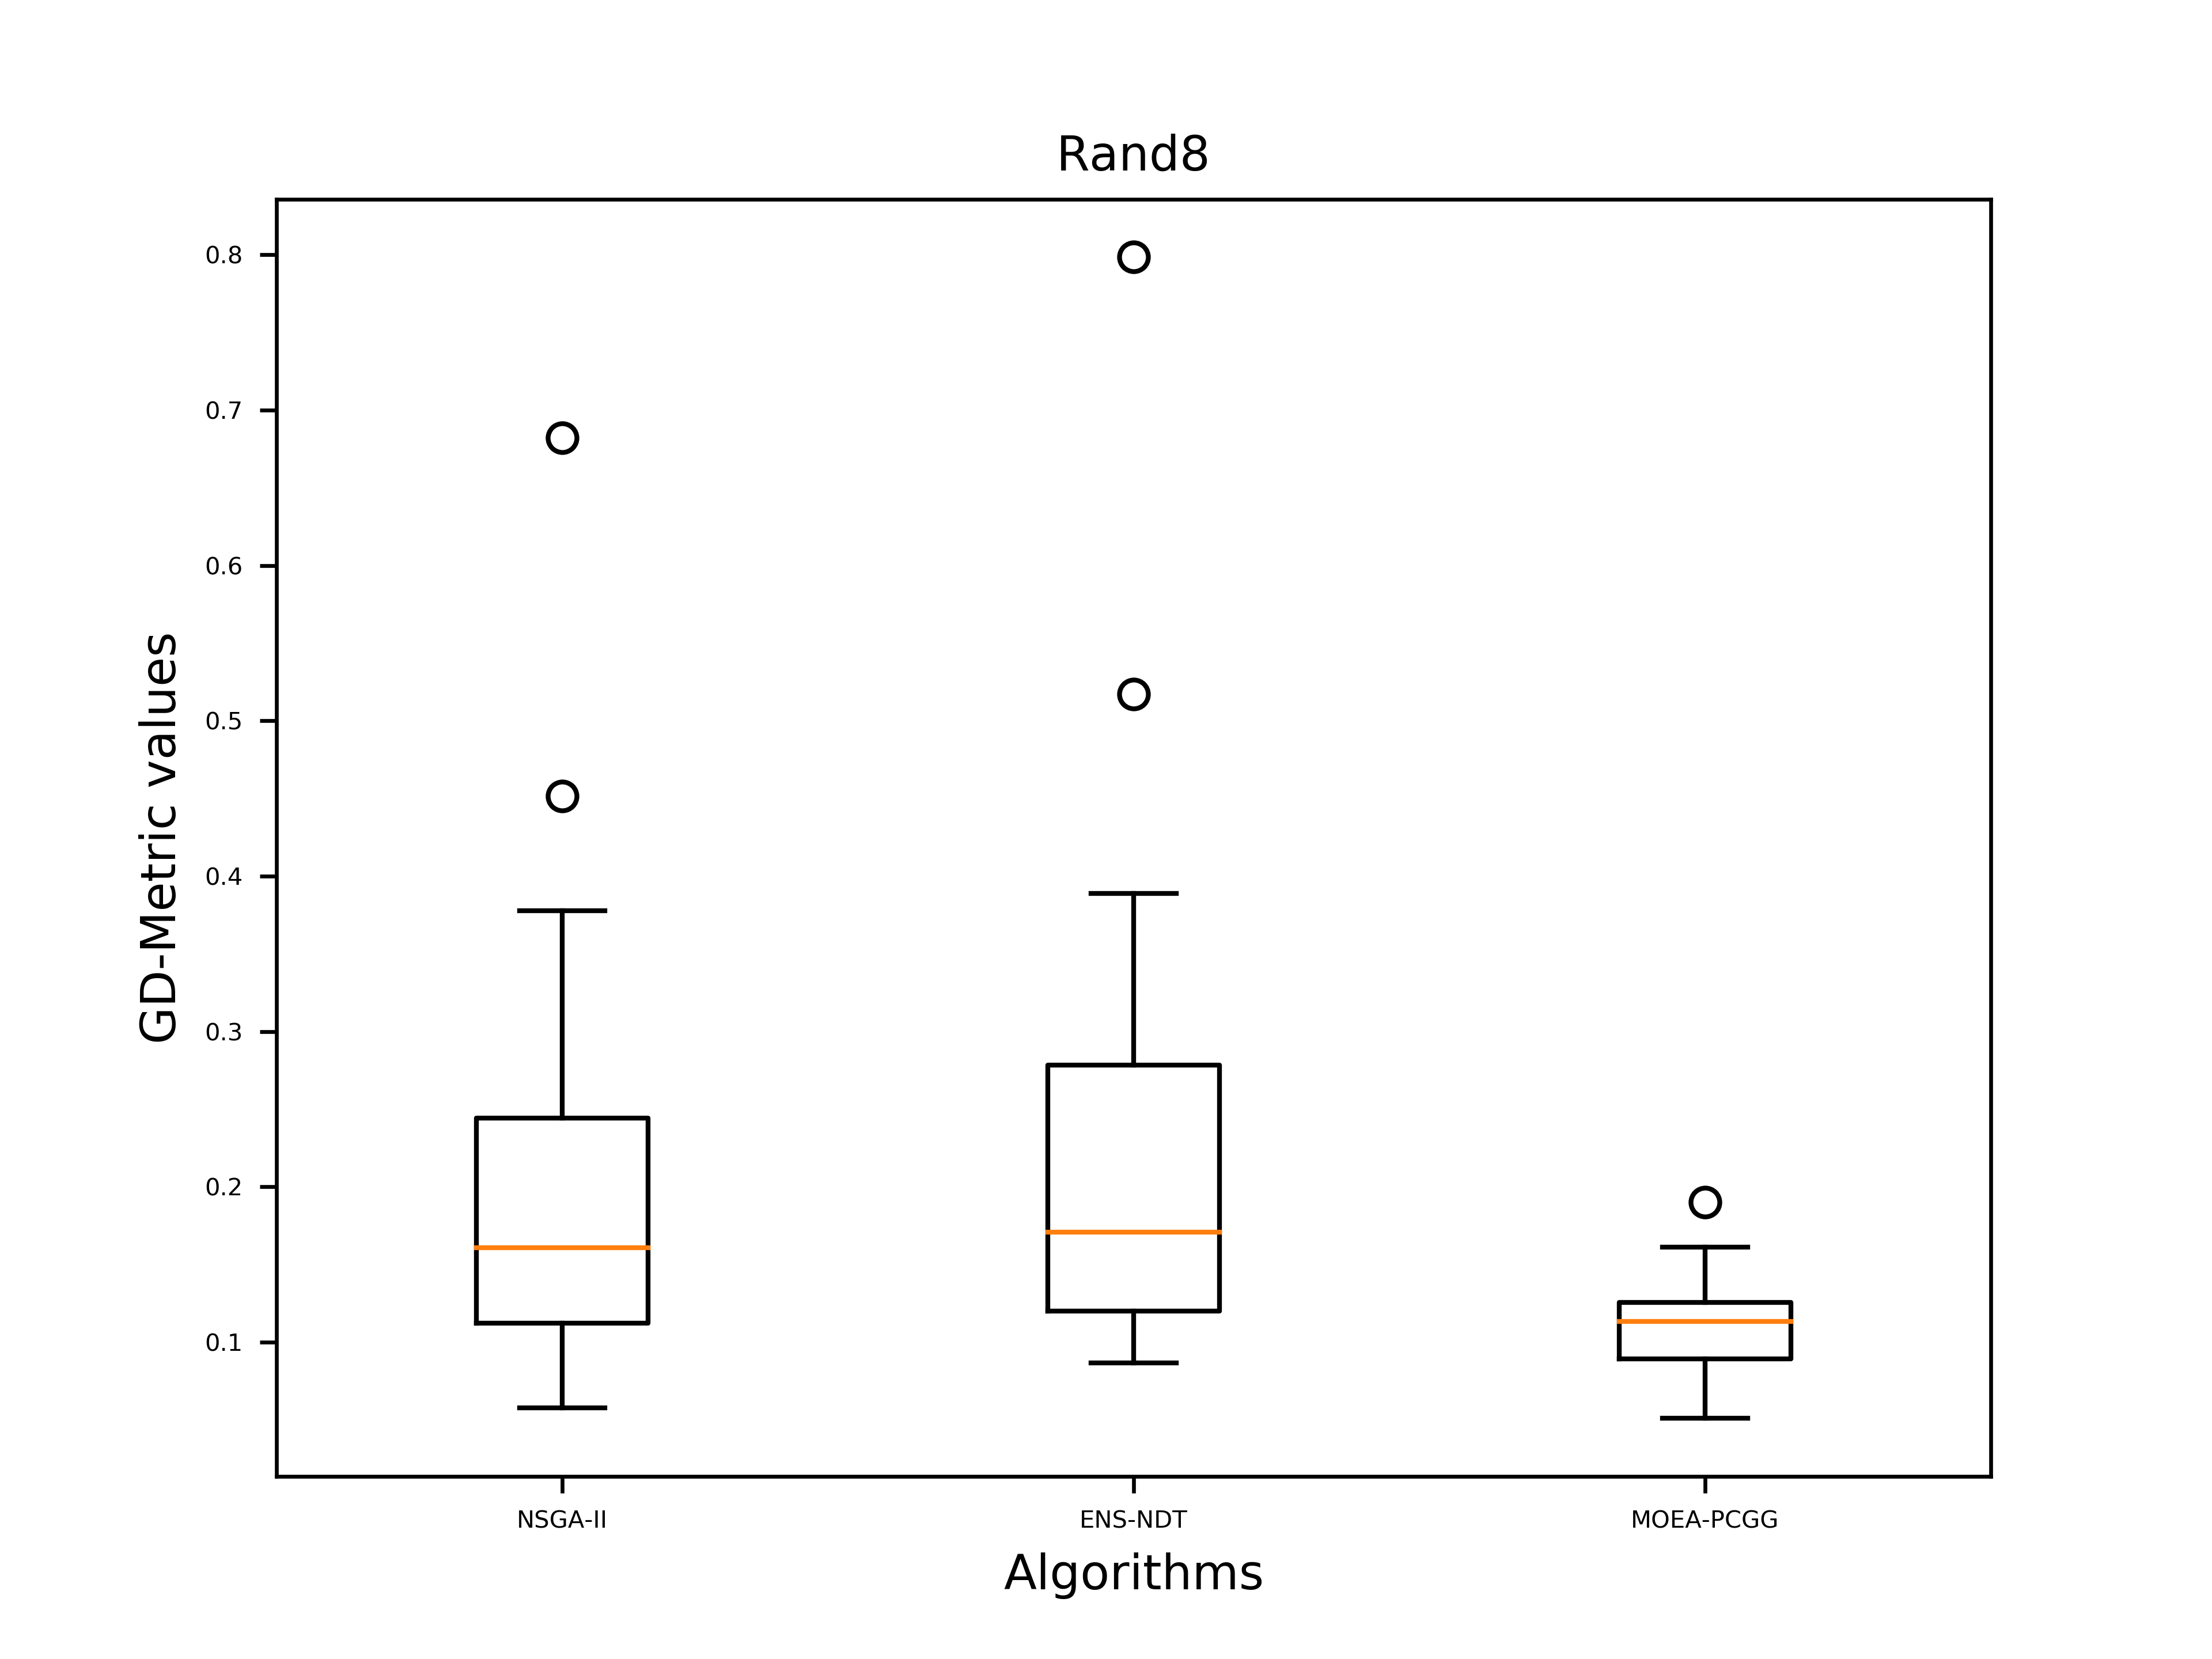 Rand8
GD-Metric values
0.8
0.7
0.6
0.5
0.4
0.3
0.2
0.1
NSGA-II
ENS-NDT
MOEA-PCGG
Algorithms